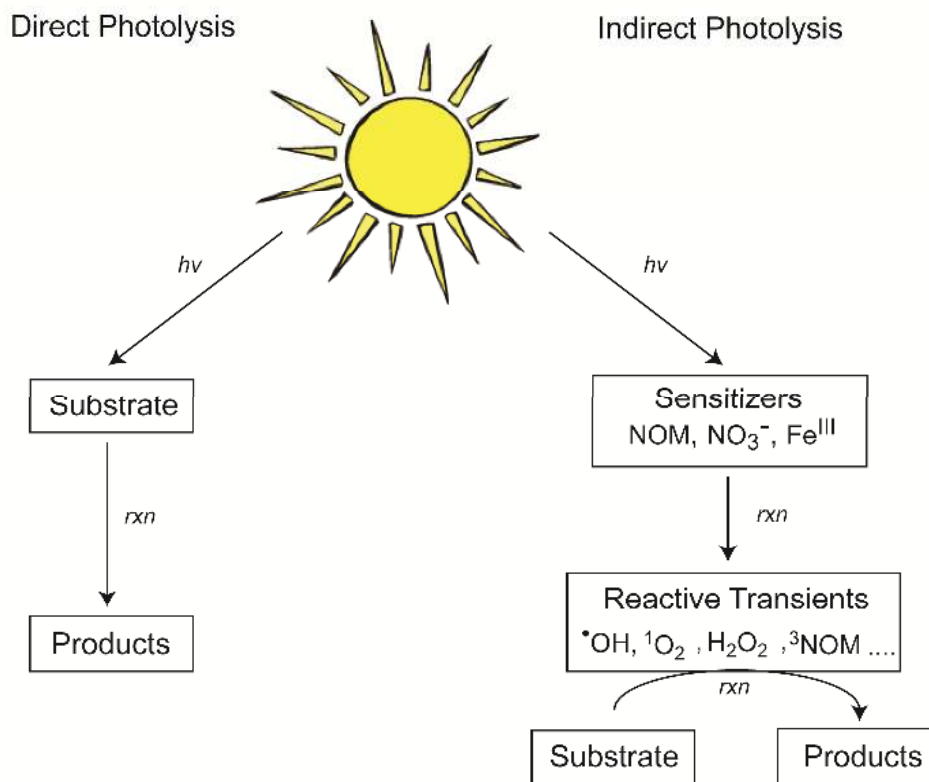 Direct Photolysis
Indirect Photolysis
hv
hv
Substrate
Sensitizers
NOM, NO₃⁻, Feᴵᴵᴵ
rxn
rxn
Products
Reactive Transients
•OH, ¹O₂ , H₂O₂ , ³NOM ....
rxn
Substrate
Products